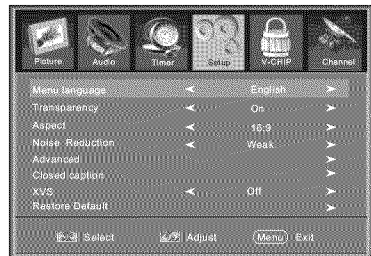 Picture Audio Timer Setup V-CHIP Channel
Menu language < English >
Transparency < On >
Aspect < 16:9 >
Noise Reduction < Weak >
Advanced >
Closed caption >
XVS < Off >
Restore Default >
Select Adjust Menu Exit